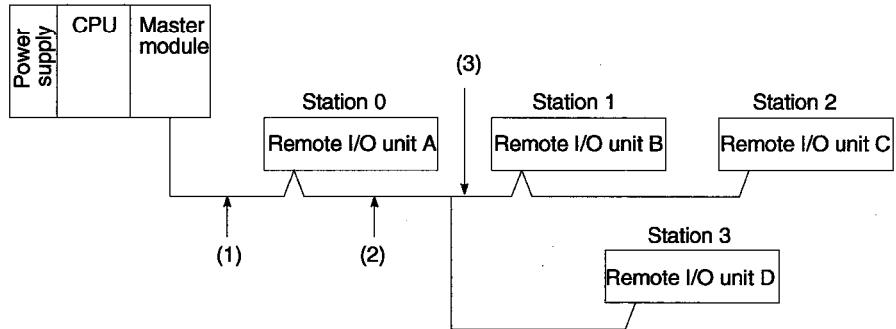 Power supply
CPU
Master module
(3)
Station 0
Station 1
Station 2
Remote I/O unit A
Remote I/O unit B
Remote I/O unit C
(1)
(2)
Station 3
Remote I/O unit D